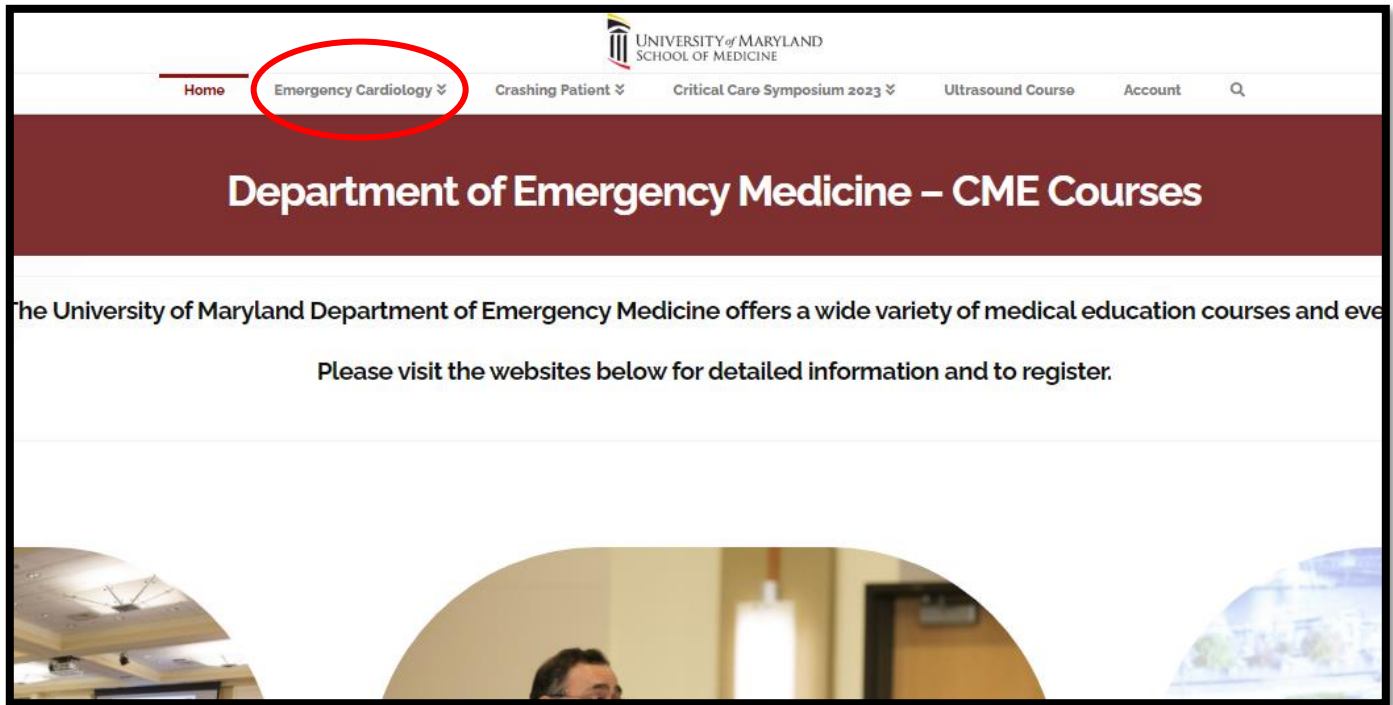 UNIVERSITY of MARYLAND
SCHOOL OF MEDICINE
Home Emergency Cardiology Crashing Patient Critical Care Symposium 2023 Ultrasound Course Account
Department of Emergency Medicine – CME Courses
The University of Maryland Department of Emergency Medicine offers a wide variety of medical education courses and eve
Please visit the websites below for detailed information and to register.